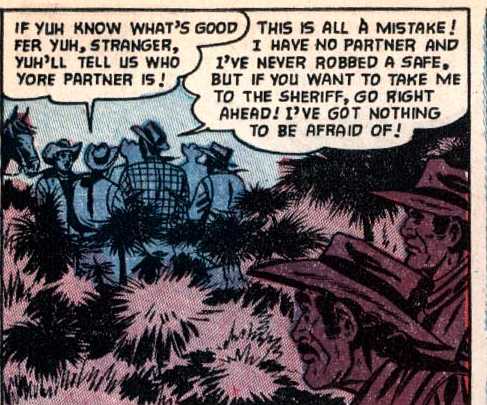 IF YUH KNOW WHAT'S GOOD
FER YUH, STRANGER,
YUH'LL TELL US WHO
YORE PARTNER IS!
THIS IS ALL A MISTAKE!
I HAVE NO PARTNER AND
I'VE NEVER ROBBED A SAFE.
BUT IF YOU WANT TO TAKE ME
TO THE SHERIFF, GO RIGHT
AHEAD! I'VE GOT NOTHING
TO BE AFRAID OF!